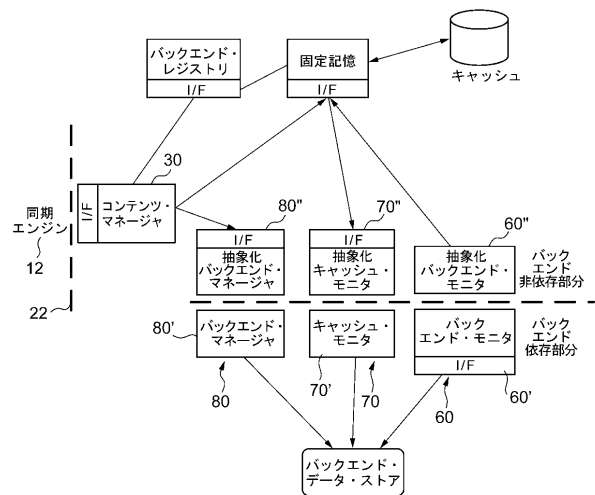 バックエンド・
レジストリ
I/F
固定記憶
I/F
キャッシュ
30
I/F
コンテンツ・
マネージャ
同期
エンジン
12
22
80"
I/F
抽象化
バックエンド・
マネージャ
70"
I/F
抽象化
キャッシュ・
モニタ
60"
抽象化
バックエンド・
モニタ
バック
エンド
非依存部分
80'
バックエンド・
マネージャ
80
キャッシュ・
モニタ
70'
70
バック
エンド・モニタ
I/F
60
60'
バック
エンド
依存部分
バックエンド・
データ・ストア